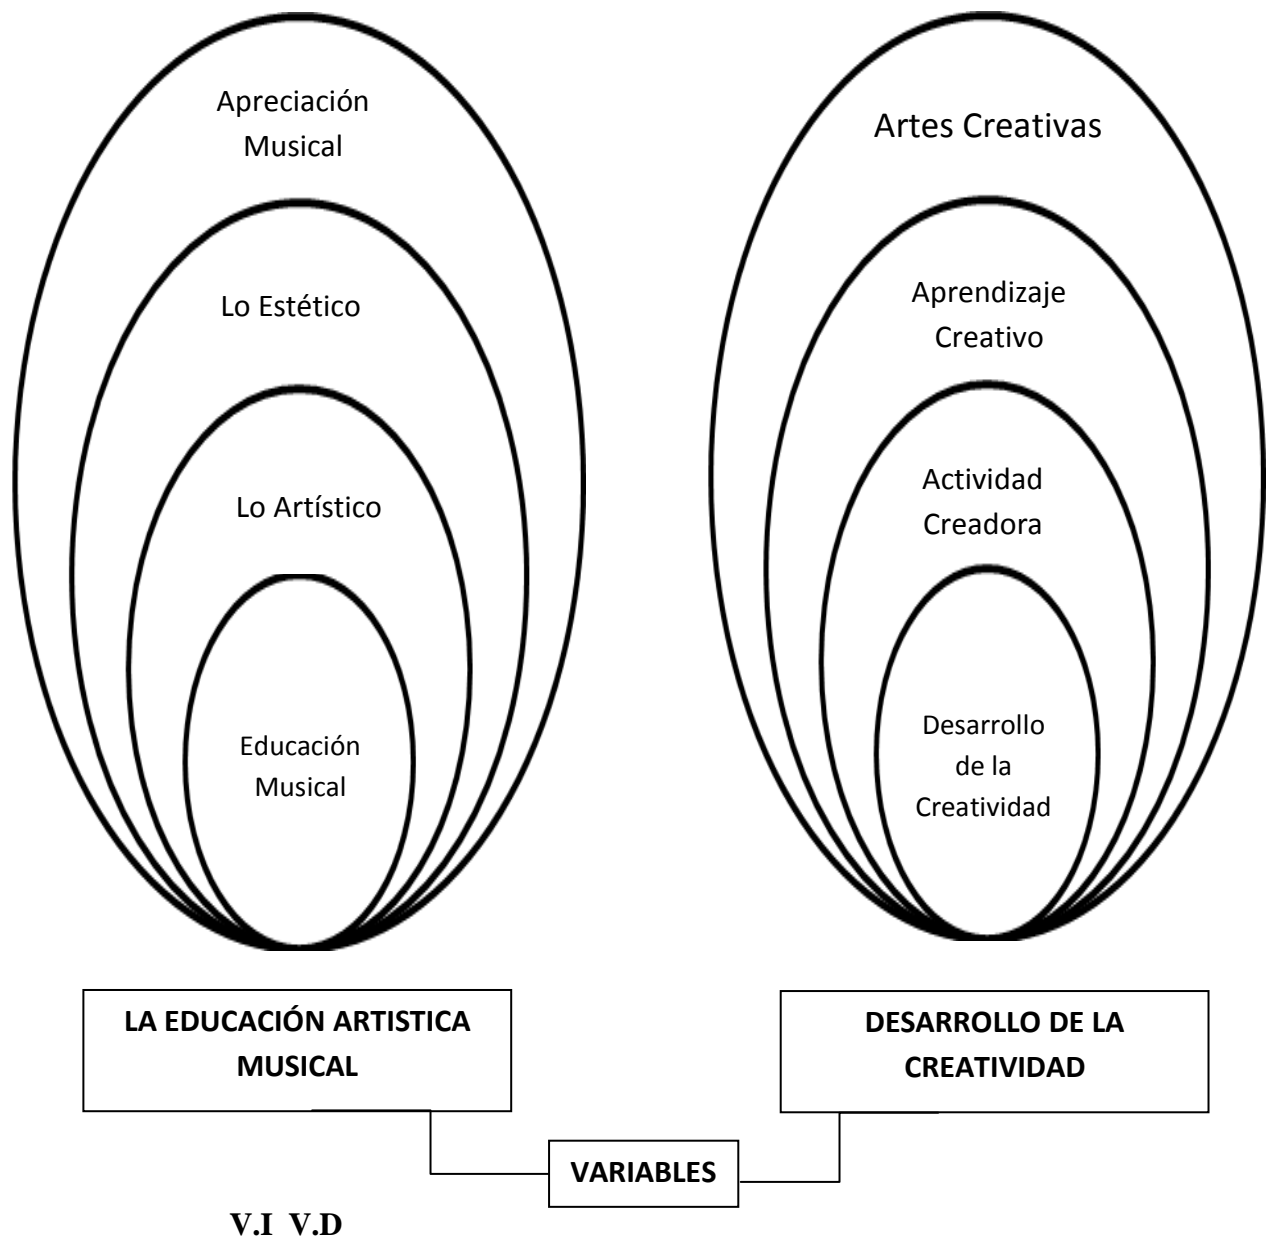 Apreciación
Musical
Lo Estético
Lo Artístico
Educación
Musical
Artes Creativas
Aprendizaje
Creativo
Actividad
Creadora
Desarrollo
de la
Creatividad
LA EDUCACIÓN ARTISTICA
MUSICAL
DESARROLLO DE LA
CREATIVIDAD
VARIABLES
V.I V.D